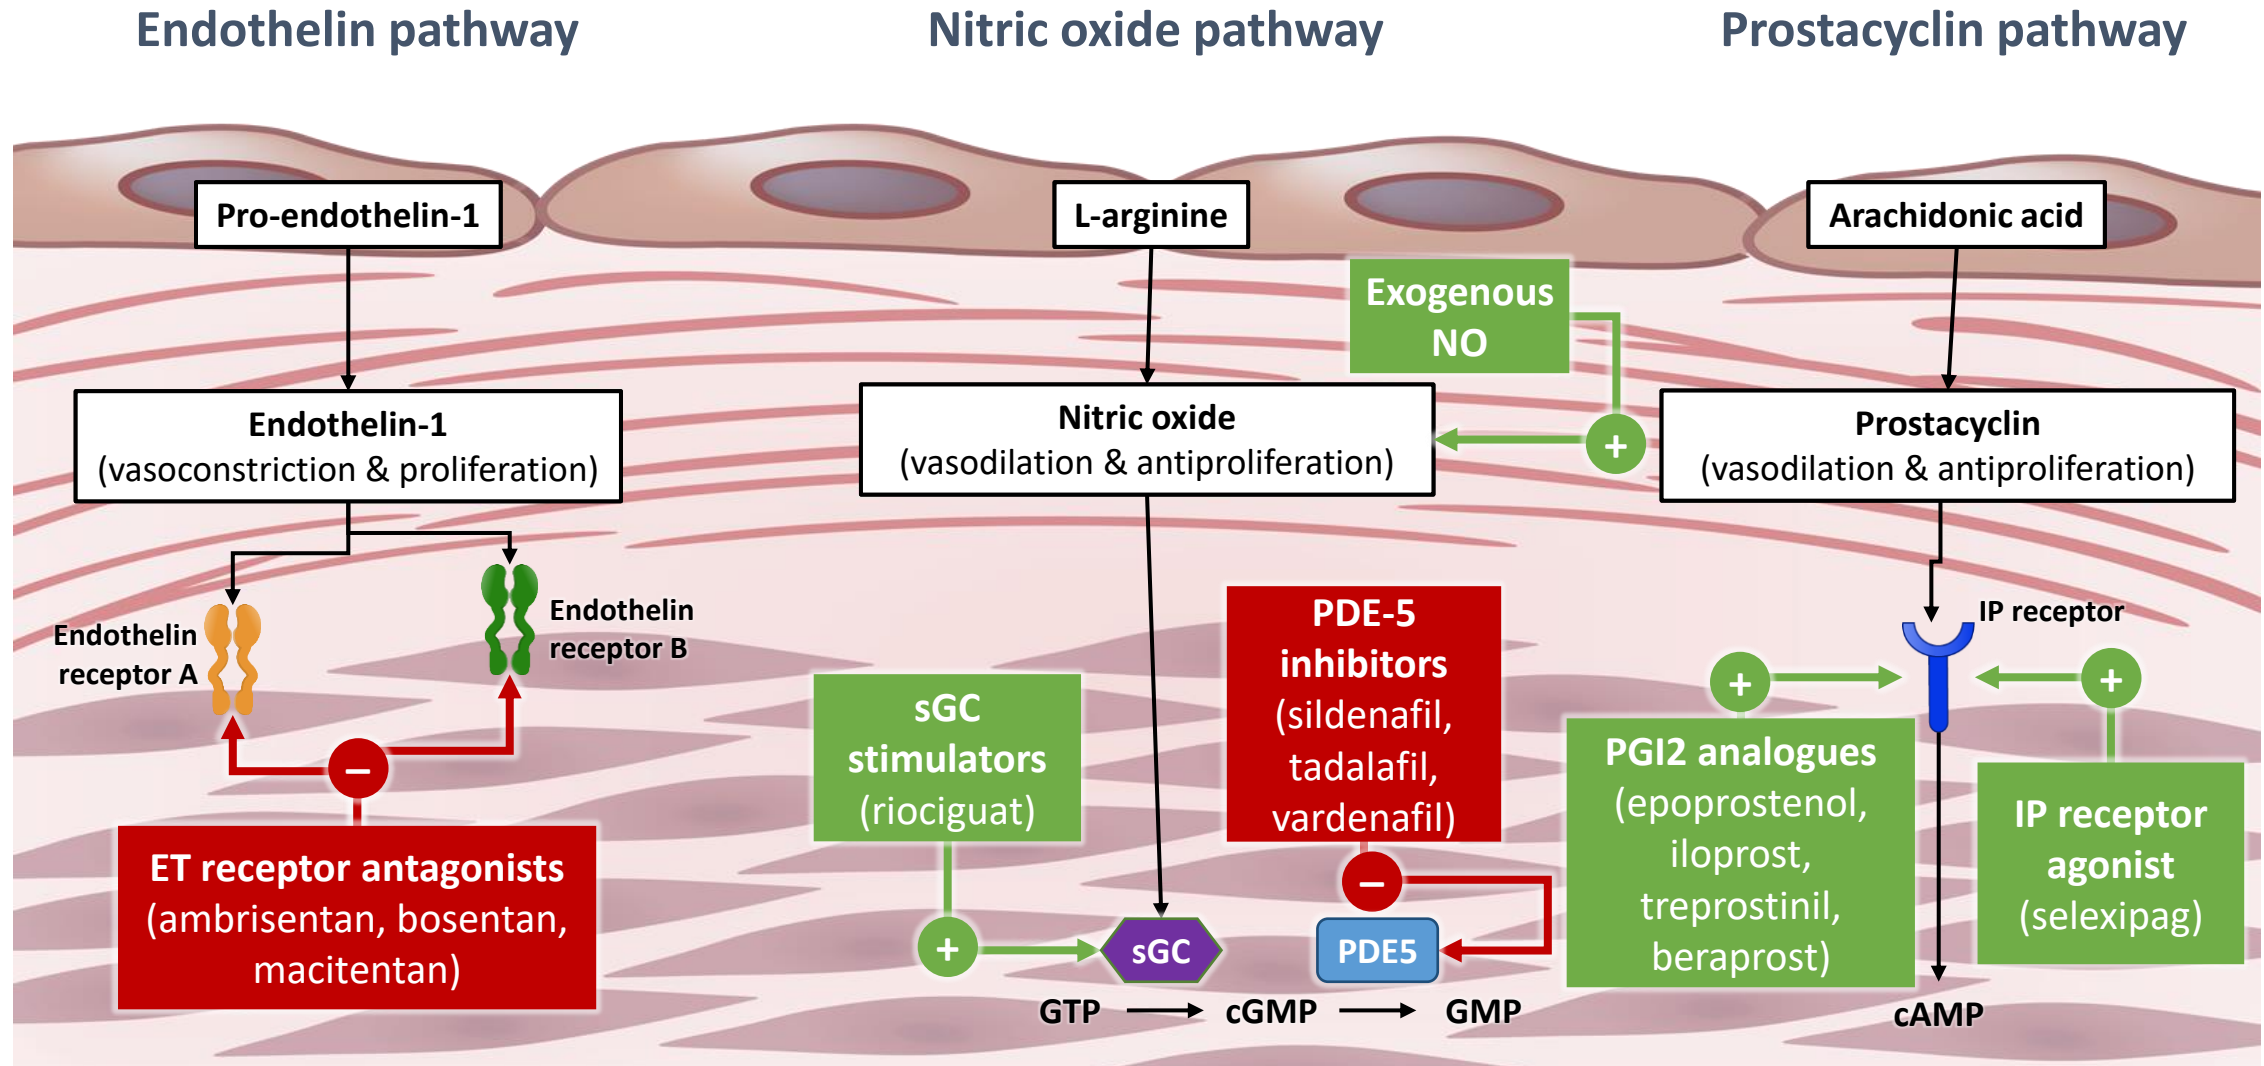 Endothelin pathway
Nitric oxide pathway
Prostacyclin pathway
Pro-endothelin-1
L-arginine
Arachidonic acid
Exogenous
NO
Endothelin-1
(vasoconstriction & proliferation)
Nitric oxide
(vasodilation & antiproliferation)
+
Prostacyclin
(vasodilation & antiproliferation)
Endothelin
receptor A
Endothelin
receptor B
–
ET receptor antagonists
(ambrisentan, bosentan,
macitentan)
sGC
stimulators
(riociguat)
+
sGC
PDE-5
inhibitors
(sildenafil,
tadalafil,
vardenafil)
–
PDE5
GTP
cGMP
GMP
IP receptor
+
+
PGI2 analogues
(epoprostenol,
iloprost,
treprostinil,
beraprost)
IP receptor
agonist
(selexipag)
cAMP